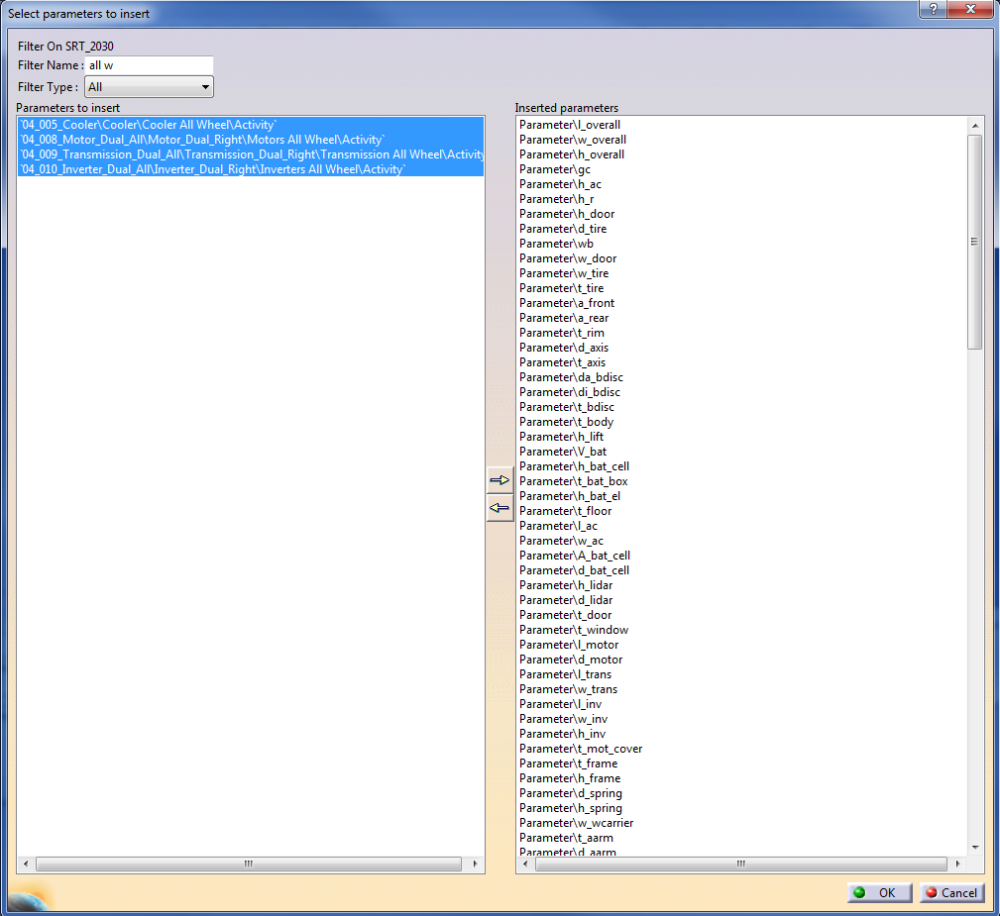 Select parameters to insert
?
Filter On SRT_2030
Filter Name : all w
Filter Type : All
Parameters to insert
`04_005_Cooler\Cooler\Cooler All Wheel\Activity`
`04_008_Motor_Dual_All\Motor_Dual_Right\Motors All Wheel\Activity`
`04_009_Transmission_Dual_All\Transmission_Dual_Right\Transmission All Wheel\Activity
`04_010_Inverter_Dual_All\Inverter_Dual_Right\Inverters All Wheel\Activity`
Inserted parameters
Parameter\l_overall
Parameter\w_overall
Parameter\h_overall
Parameter\gc
Parameter\h_ac
Parameter\h_r
Parameter\h_door
Parameter\d_tire
Parameter\wb
Parameter\w_door
Parameter\w_tire
Parameter\t_tire
Parameter\a_front
Parameter\a_rear
Parameter\t_rim
Parameter\d_axis
Parameter\t_axis
Parameter\da_bdisc
Parameter\di_bdisc
Parameter\t_bdisc
Parameter\t_body
Parameter\h_lift
Parameter\V_bat
Parameter\h_bat_cell
Parameter\t_bat_box
Parameter\h_bat_el
Parameter\t_floor
Parameter\l_ac
Parameter\w_ac
Parameter\A_bat_cell
Parameter\d_bat_cell
Parameter\h_lidar
Parameter\d_lidar
Parameter\t_door
Parameter\t_window
Parameter\l_motor
Parameter\d_motor
Parameter\l_trans
Parameter\w_trans
Parameter\l_inv
Parameter\w_inv
Parameter\h_inv
Parameter\t_mot_cover
Parameter\t_frame
Parameter\h_frame
Parameter\d_spring
Parameter\h_spring
Parameter\w_wcarrier
Parameter\t_aarm
Parameter\d_aarm
OK
Cancel